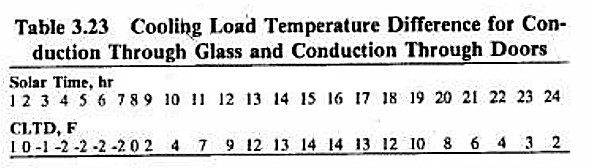 Table 3.23 Cooling Load Temperature Difference for Con-
duction Through Glass and Conduction Through Doors
Solar Time, hr
1 2 3 4 5 6 7 8 9 10 11 12 13 14 15 16 17 18 19 20 21 22 23 24
CLTD, F
1 0 -1 -2 -2 -2 -2 0 2 4 7 9 12 13 14 14 13 12 10 8 6 4 3 2